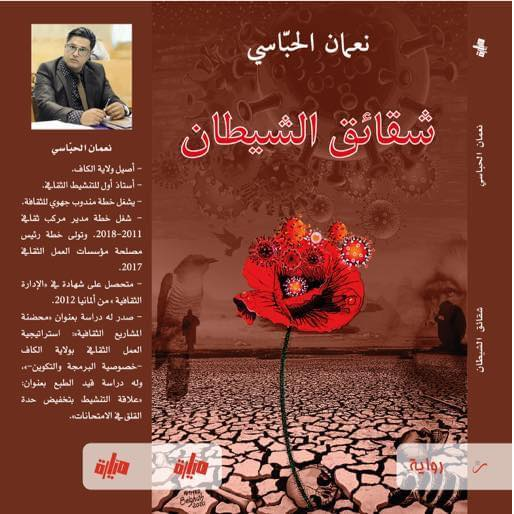 نعمان الحبّاسي
شقائق الشيطان
نعمان الحبّاسي
– أصيل ولاية الكاف.
– أستاذ أول للتنشيط الثقافي.
– يشغل خطة مندوب جهوي للثقافة.
– شغل خطة مدير مركب ثقافي
2011-2018. وتولى خطة رئيس
مصلحة مؤسسات العمل الثقافي
2017.
– متحصل على شهادة في «الإدارة
الثقافية» من ألمانيا 2012.
– صدر له دراسة بعنوان «محضنة
المشاريع الثقافية»: استراتيجية
العمل الثقافي بولاية الكاف
-خصوصية البرمجة والتكوين-».
وله دراسة قيد الطبع بعنوان:
«علاقة التنشيط بتخفيض حدة
القلق في الامتحانات».
نعمان الحبّاسي
شقائق الشيطان
رواية
ميارة
ميارة
ميارة